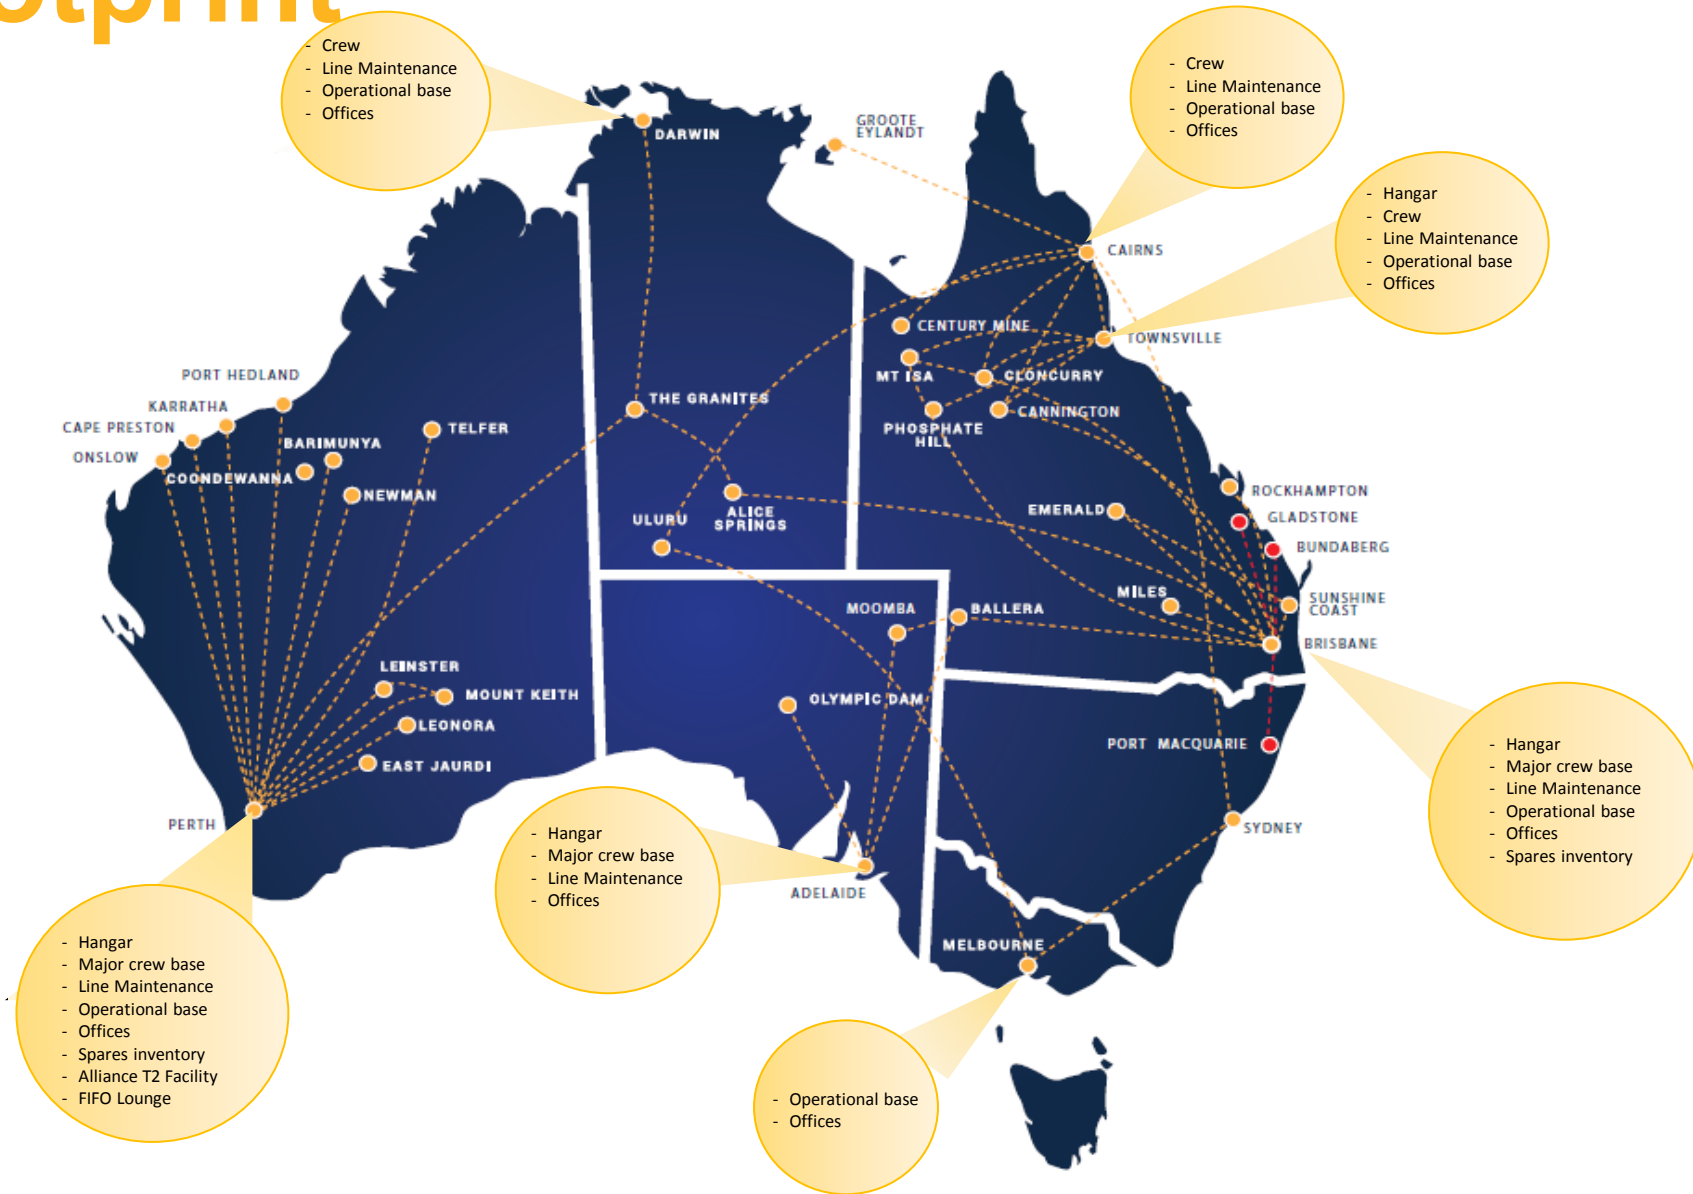 - Crew
- Line Maintenance
- Operational base
- Offices
- Crew
- Line Maintenance
- Operational base
- Offices
- Hangar
- Crew
- Line Maintenance
- Operational base
- Offices
DARWIN
GROOTE
EYLANDT
CAIRNS
CENTURY MINE
TOWNSVILLE
MT ISA
CLONCURRY
PORT HEDLAND
THE GRANITES
KARRATHA
CANNINGTON
CAPE PRESTON
TELFER
PHOSPHATE
HILL
BARIMUNYA
ONSLOW
COONDEWANNA
NEWMAN
ROCKHAMPTON
EMERALD
GLADSTONE
ULURU
ALICE
SPRINGS
BUNDABERG
MILES
SUNSHINE
COAST
MOOMBA
BALLERA
BRISBANE
LEINSTER
MOUNT KEITH
OLYMPIC DAM
LEONORA
PORT MACQUARIE
EAST JAURDI
PERTH
SYDNEY
ADELAIDE
MELBOURNE
- Hangar
- Major crew base
- Line Maintenance
- Operational base
- Offices
- Spares inventory
- Hangar
- Major crew base
- Line Maintenance
- Offices
- Hangar
- Major crew base
- Line Maintenance
- Operational base
- Offices
- Spares inventory
- Alliance T2 Facility
- FIFO Lounge
- Operational base
- Offices